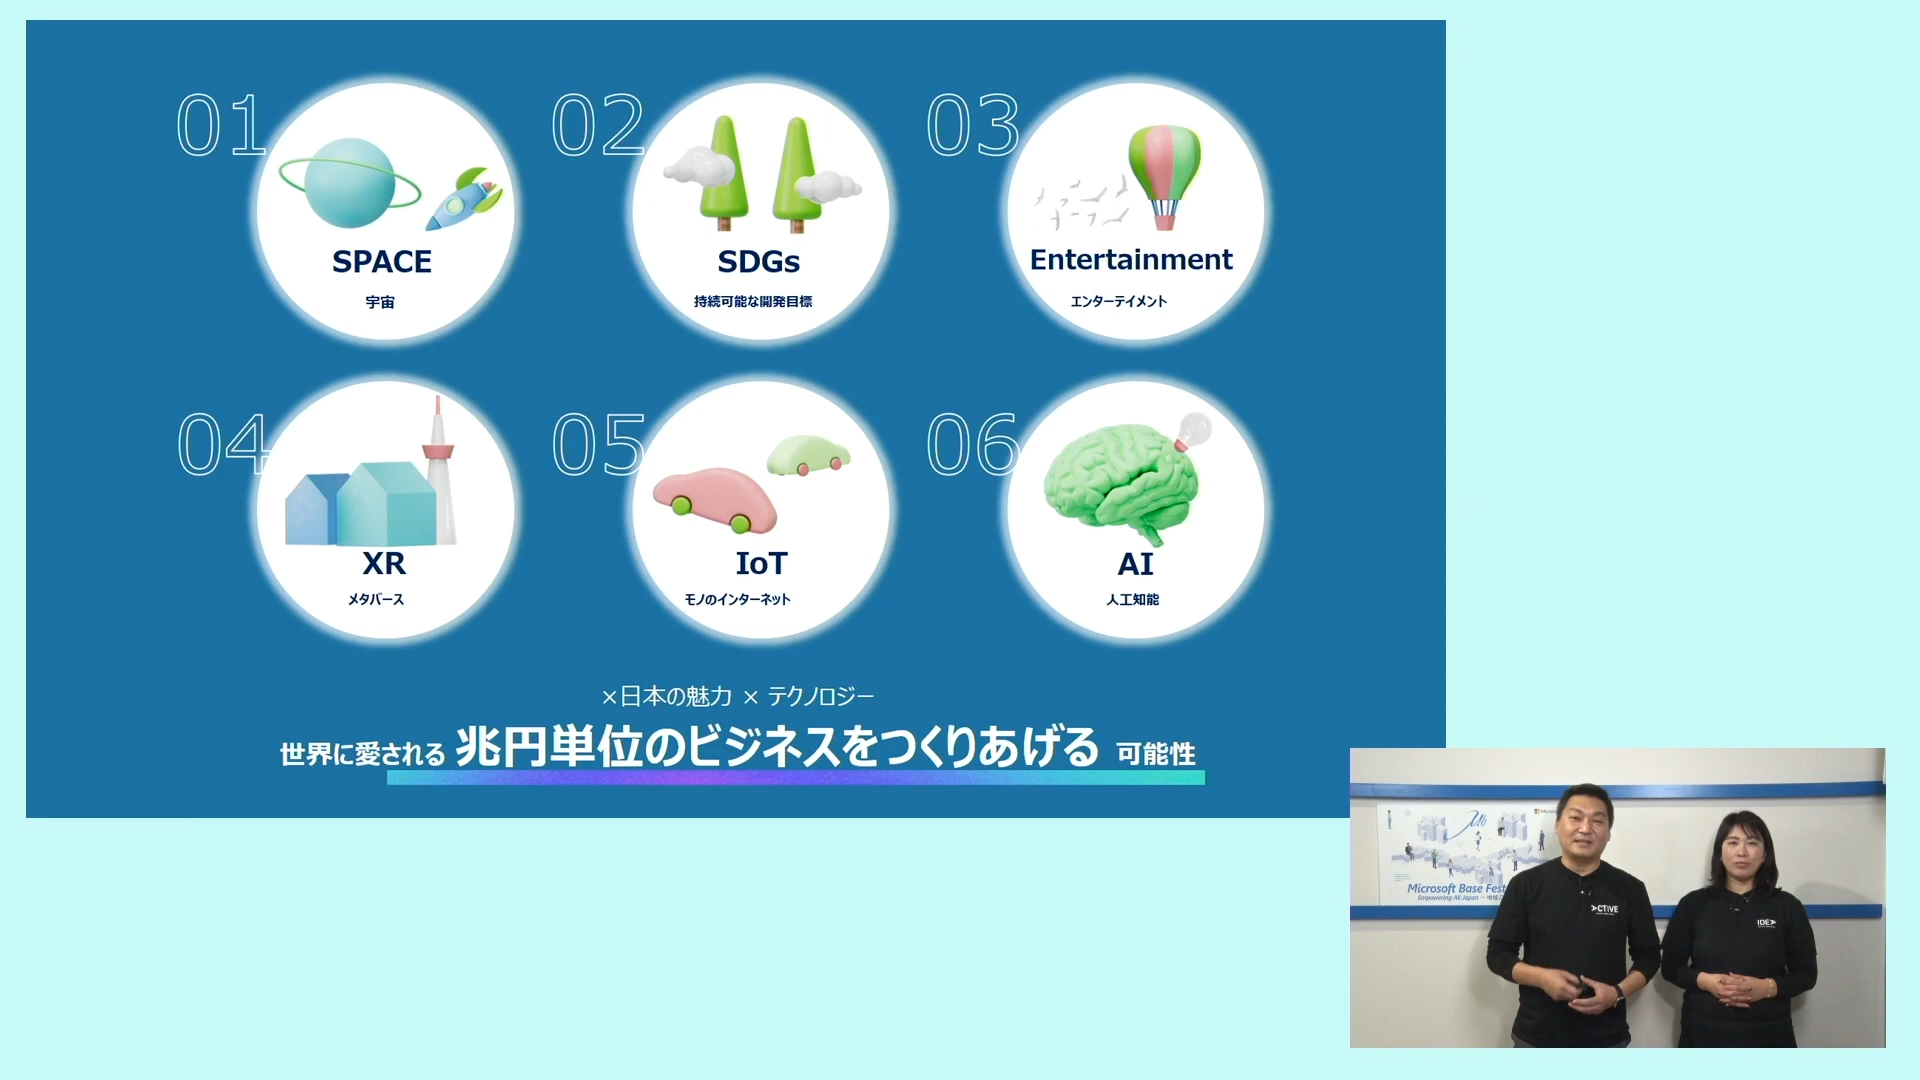 01
SPACE
宇宙
02
SDGs
持続可能な開発目標
03
Entertainment
エンターテイメント
04
XR
メタバース
05
IoT
モノのインターネット
06
AI
人工知能
×日本の魅力 × テクノロジー
世界に愛される 兆円単位のビジネスをつくりあげる 可能性
Microsoft Base Fest
Empowering All Japan
CTIVE
IDE